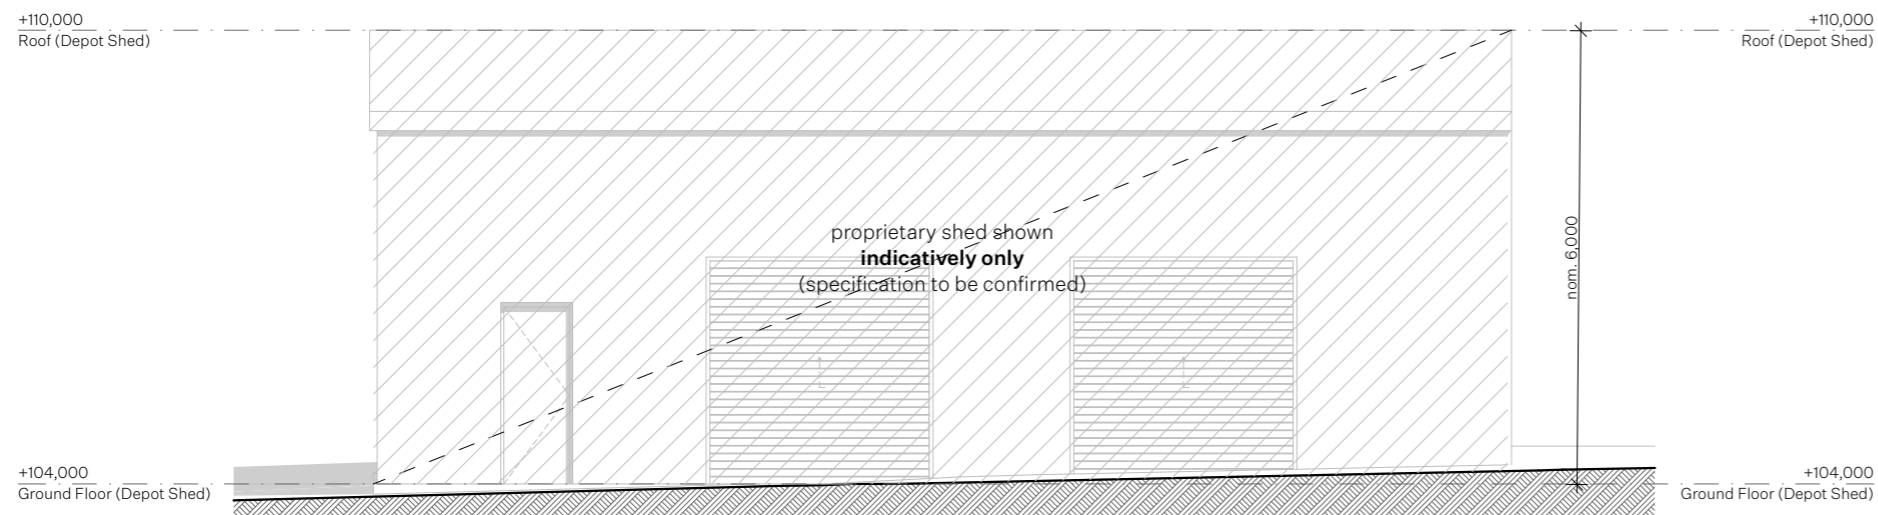 +110,000
Roof (Depot Shed)
+110,000
Roof (Depot Shed)
proprietary shed shown
indicatively only
(specification to be confirmed)
nom. 6,000
+104,000
Ground Floor (Depot Shed)
+104,000
Ground Floor (Depot Shed)